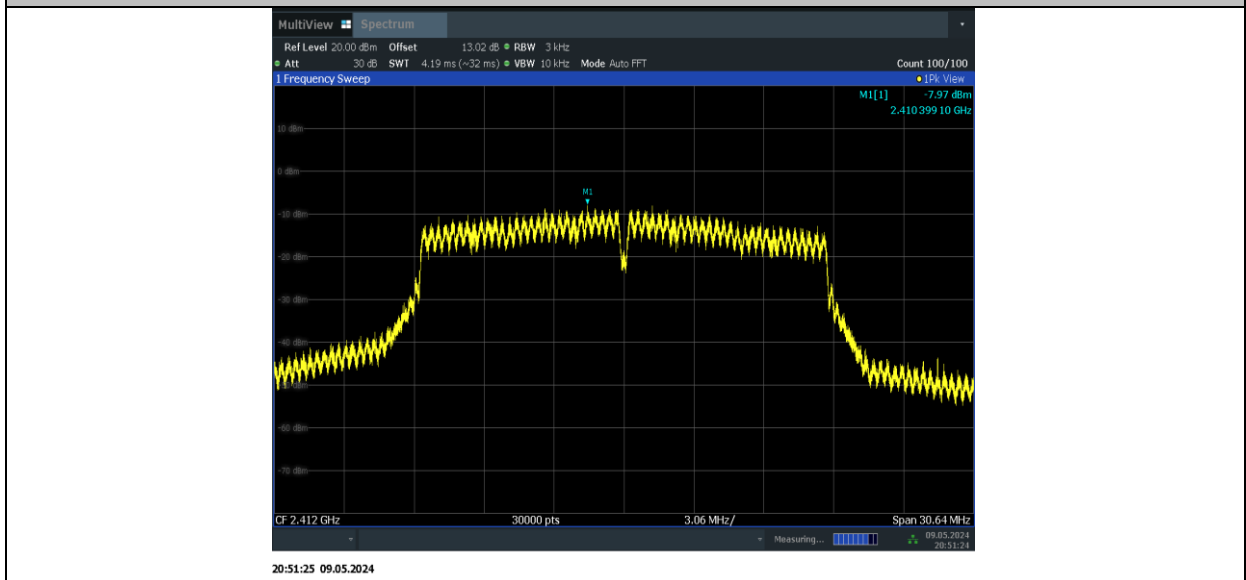 MultiView Spectrum
Ref Level 20.00 dBm Offset 13.02 dB RBW 3 kHz
Att 30 dB SWT 4.19 ms (~32 ms) VBW 10 kHz Mode Auto FFT Count 100/100
1 Frequency Sweep 1Pk View
M1[1] -7.97 dBm
2.410 399 10 GHz
10 dBm
0 dBm
M1
-10 dBm
-20 dBm
-30 dBm
-40 dBm
-50 dBm
-60 dBm
-70 dBm
CF 2.412 GHz 30000 pts 3.06 MHz/ Span 30.64 MHz
Measuring... 09.05.2024
20:51:24
20:51:25 09.05.2024